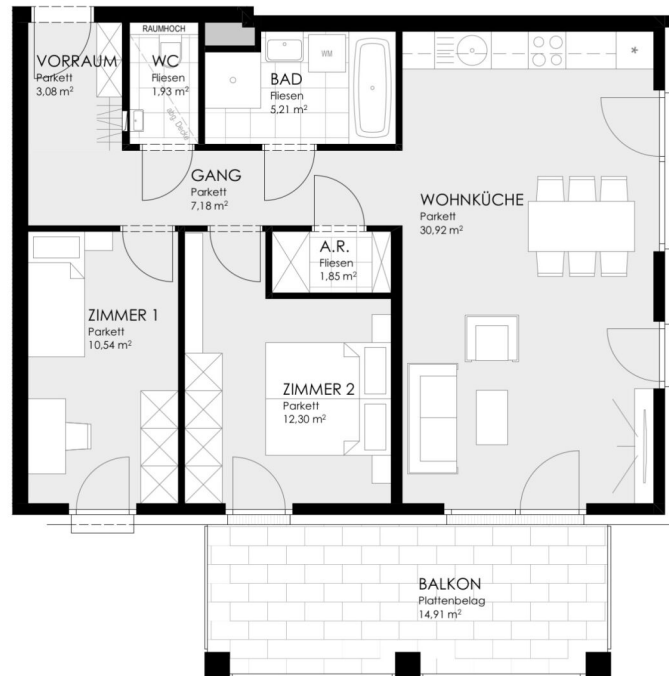 RAUMHOCH
VORRAUM
Parkett
3,08 m²
WC
Fliesen
1,93 m²
abg. Decke
BAD
Fliesen
5,21 m²
WM
*
GANG
Parkett
7,18 m²
WOHNKÜCHE
Parkett
30,92 m²
A.R.
Fliesen
1,85 m²
ZIMMER 1
Parkett
10,54 m²
ZIMMER 2
Parkett
12,30 m²
BALKON
Plattenbelag
14,91 m²